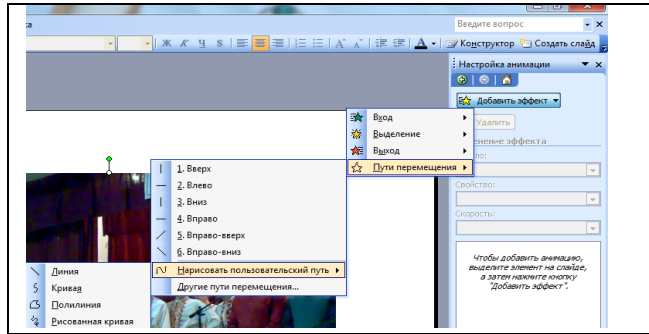 Введите вопрос
Ж К Ч S
Конструктор Создать слайд
Настройка анимации
Добавить эффект
Удалить
Вход
Выделение
Выход
Пути перемещения
Свойство:
Скорость:
1. Вверх
2. Влево
3. Вниз
4. Вправо
5. Вправо-вверх
6. Вправо-вниз
Нарисовать пользовательский путь
Другие пути перемещения...
Линия
Кривая
Полилиния
Рисованная кривая
Чтобы добавить анимацию,
выделите элемент на слайде,
а затем нажмите кнопку
"Добавить эффект".